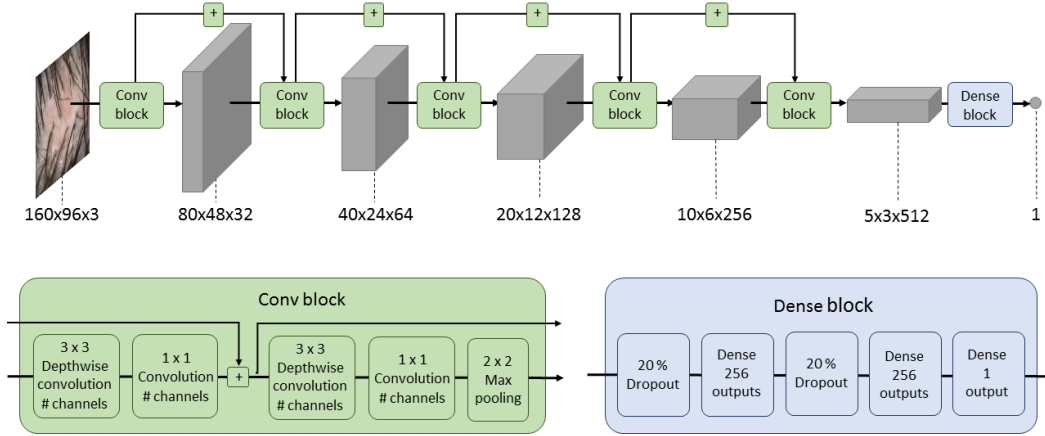 + + + +
Conv block
Conv block
Conv block
Conv block
Conv block
Dense block
160x96x3 80x48x32 40x24x64 20x12x128 10x6x256 5x3x512 1
Conv block
3 x 3
Depthwise
convolution
# channels
1 x 1
Convolution
# channels
+
3 x 3
Depthwise
convolution
# channels
1 x 1
Convolution
# channels
2 x 2
Max
pooling
Dense block
20 %
Dropout
Dense
256
outputs
20 %
Dropout
Dense
256
outputs
Dense
1
output